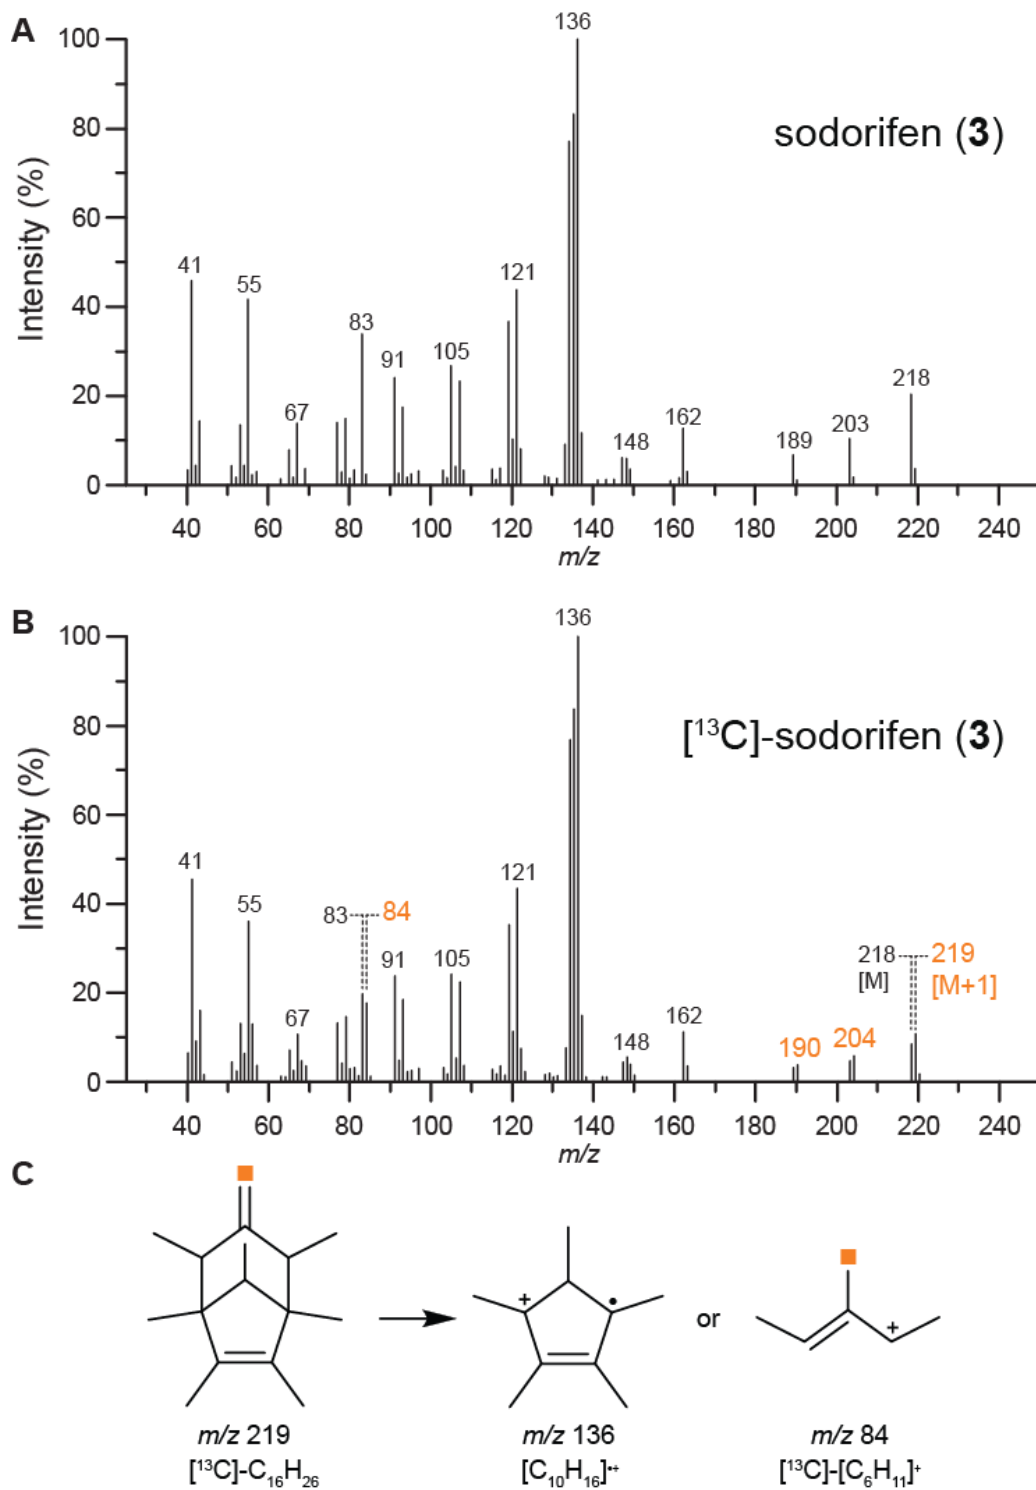 A
136
100
80
60
40
20
0
Intensity (%)
sodorifen (3)
41
55
67
83
91
105
121
148
162
189
203
218
40 60 80 100 120 140 160 180 200 220 240
m/z
B
136
100
80
60
40
20
0
Intensity (%)
[¹³C]-sodorifen (3)
41
55
67
83 84
91
105
121
148
162
190
204
218 219
[M] [M+1]
40 60 80 100 120 140 160 180 200 220 240
m/z
C
+ • or +
m/z 219 m/z 136 m/z 84
[¹³C]-C₁₆H₂₆ [C₁₀H₁₆]•⁺ [¹³C]-[C₆H₁₁]⁺